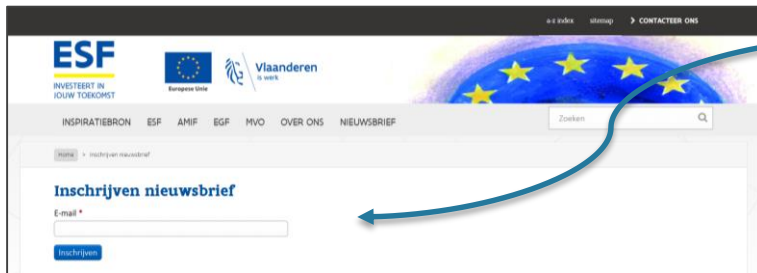 a-z index sitemap > CONTACTEER ONS
ESF
INVESTEERT IN
JOUW TOEKOMST
Europese Unie
Vlaanderen
is werk
INSPIRATIEBRON ESF AMIF EGF MVO OVER ONS NIEUWSBRIEF
Zoeken
Home > Inschrijven nieuwsbrief
Inschrijven nieuwsbrief
E-mail *
Inschrijven